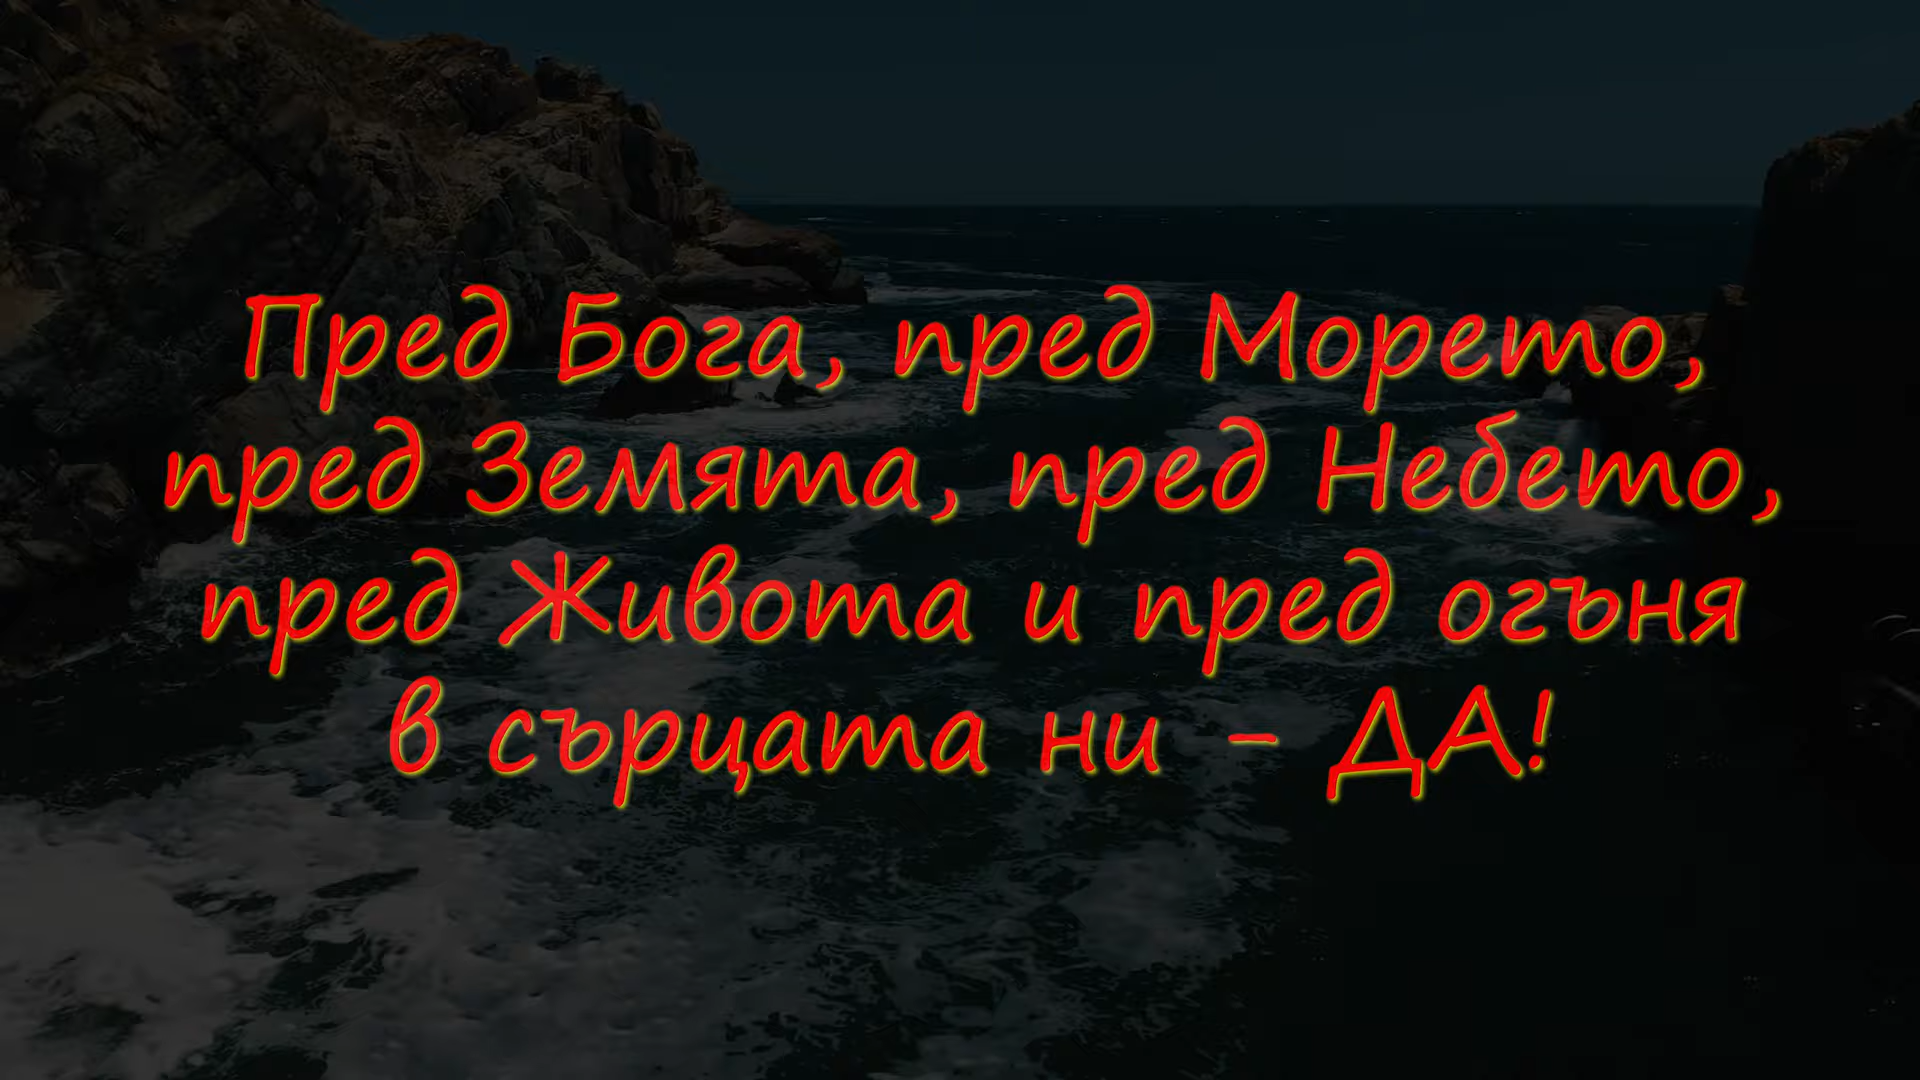 Пред Бога, пред Морето,
пред Земята, пред Небето,
пред Живота и пред огъня
в сърцата ни - ДА!